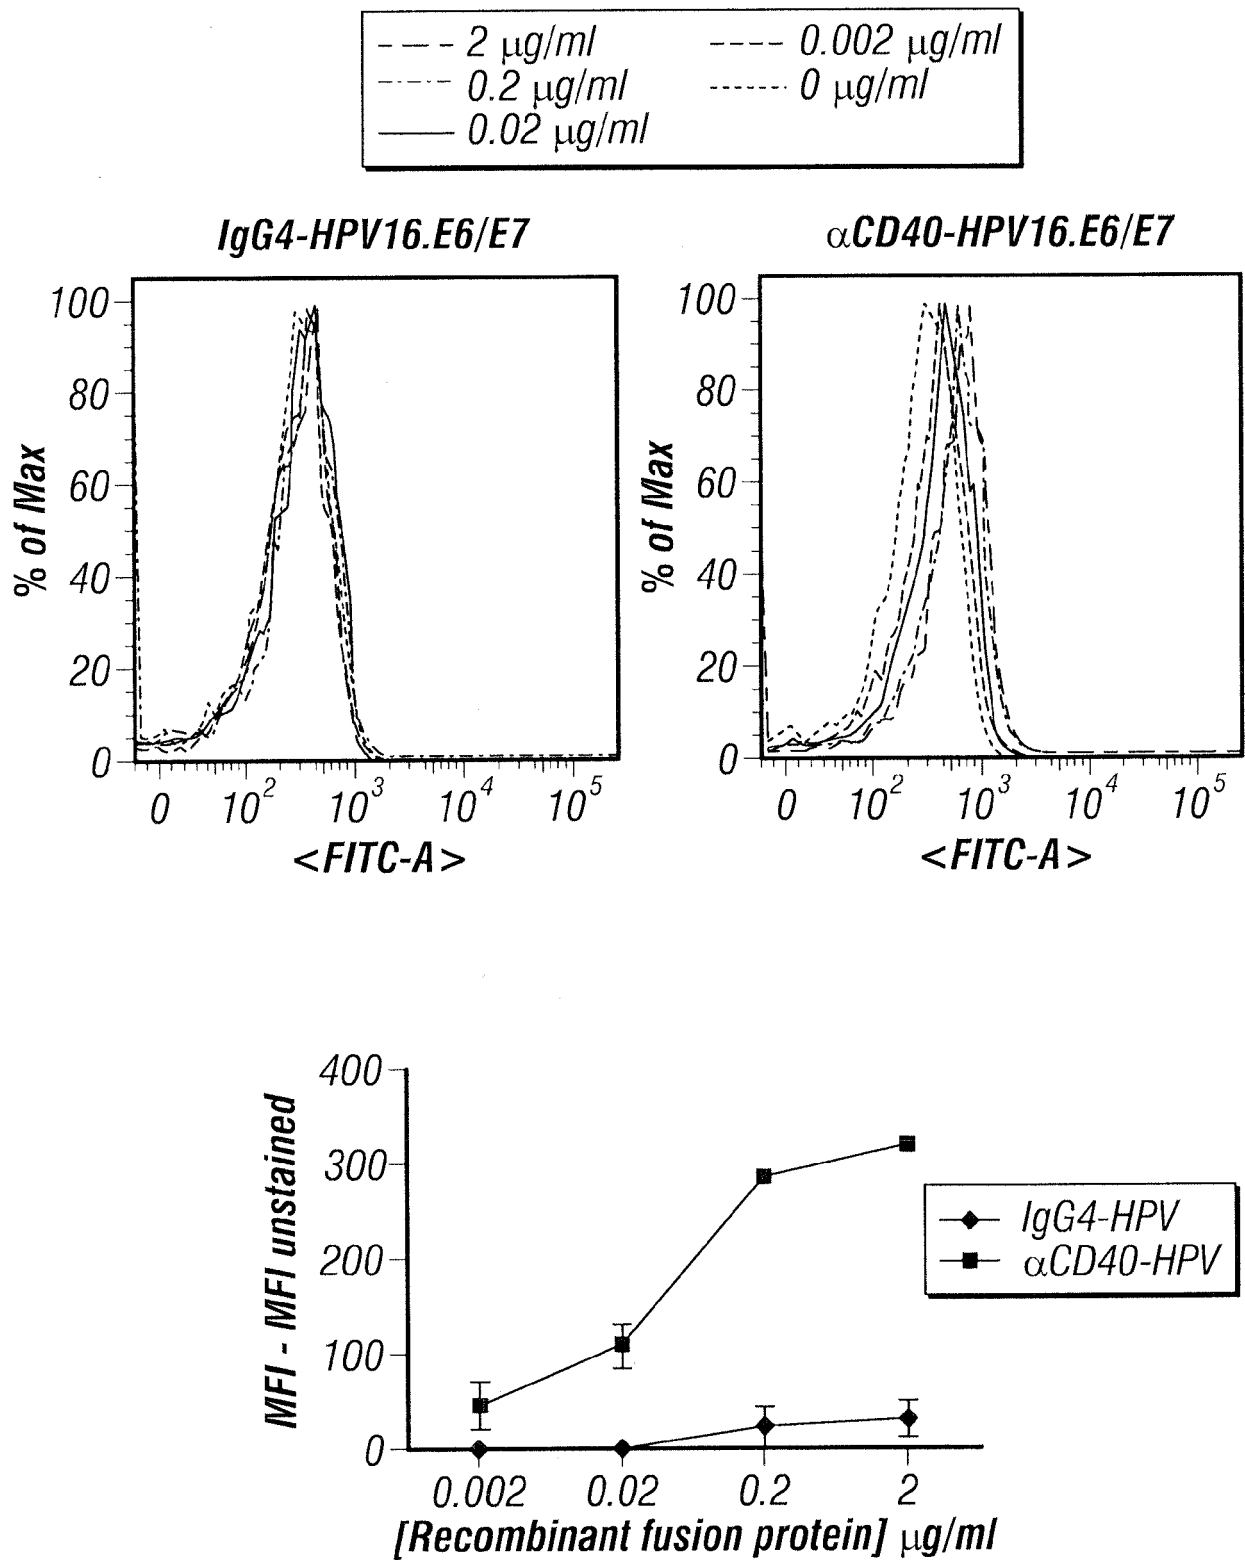 2 µg/ml
0.002 µg/ml
0.2 µg/ml
0 µg/ml
0.02 µg/ml
IgG4-HPV16.E6/E7
100
80
60
40
20
0
% of Max
0 10² 10³ 10⁴ 10⁵
<FITC-A>
αCD40-HPV16.E6/E7
100
80
60
40
20
0
% of Max
0 10² 10³ 10⁴ 10⁵
<FITC-A>
400
300
200
100
0
MFI - MFI unstained
0.002 0.02 0.2 2
[Recombinant fusion protein] µg/ml
IgG4-HPV
αCD40-HPV